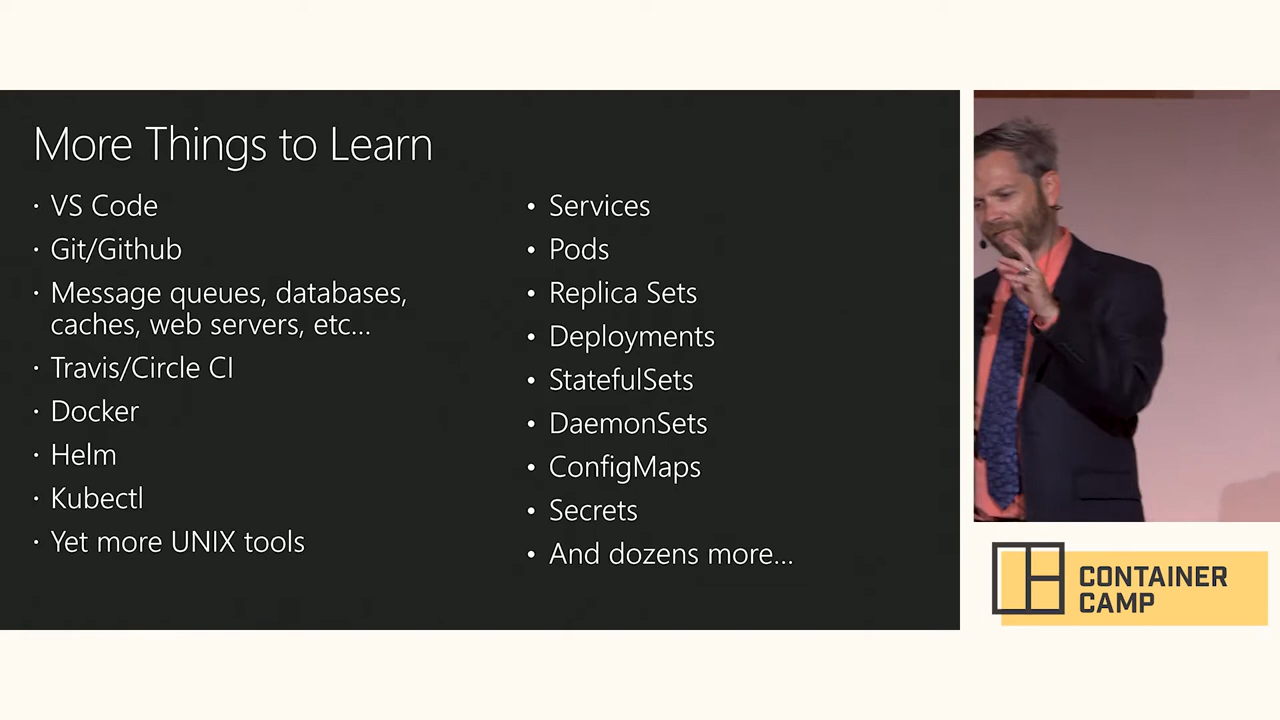 More Things to Learn
· VS Code
· Git/Github
· Message queues, databases,
caches, web servers, etc...
· Travis/Circle CI
· Docker
· Helm
· Kubectl
· Yet more UNIX tools
• Services
• Pods
• Replica Sets
• Deployments
• StatefulSets
• DaemonSets
• ConfigMaps
• Secrets
• And dozens more...
CONTAINER
CAMP